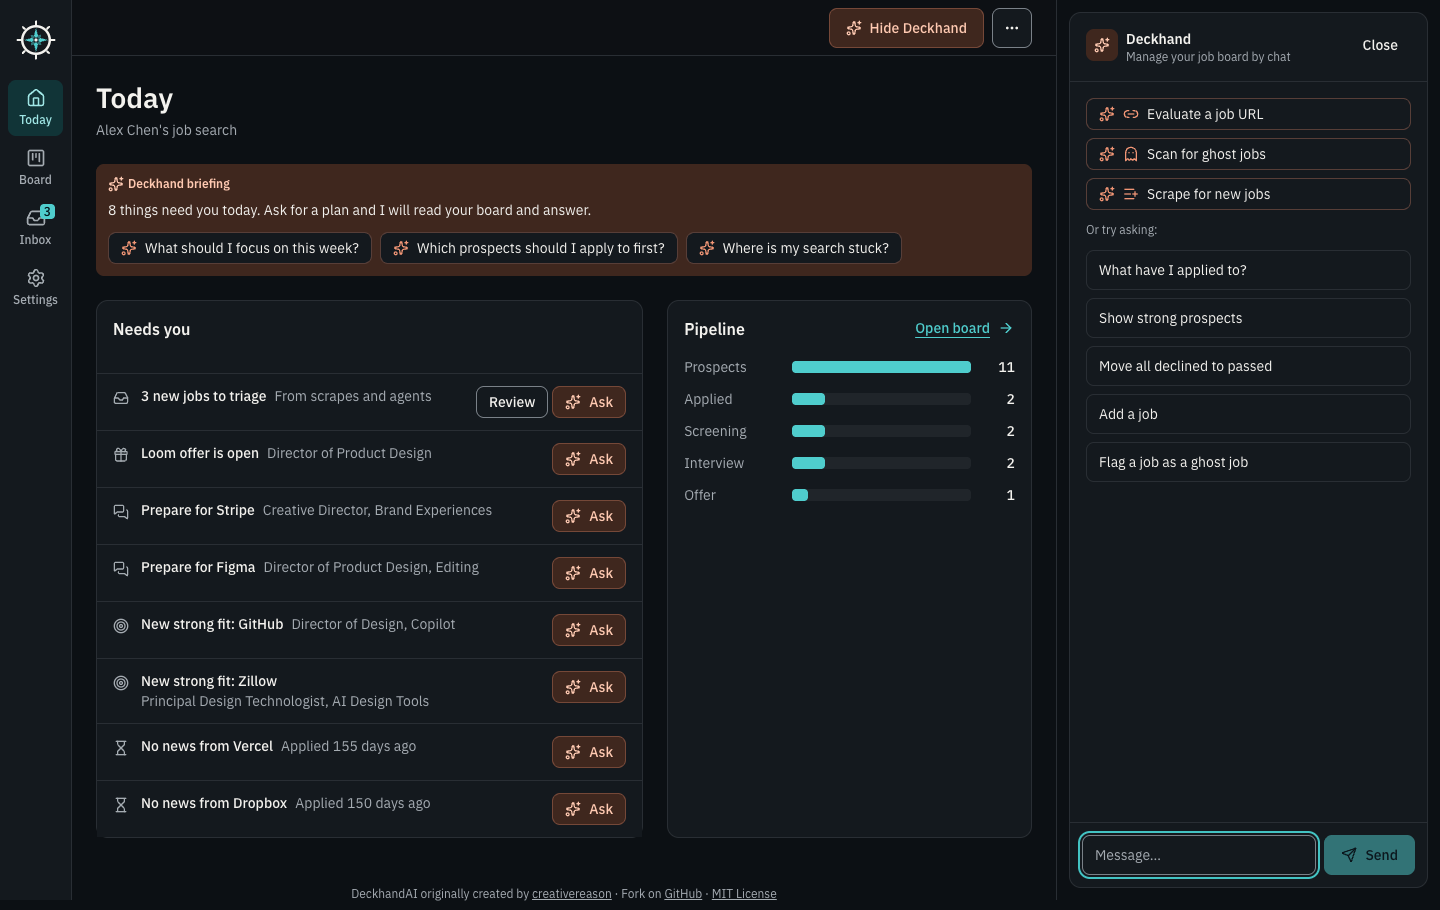 Today
Board
3
Inbox
Settings
Hide Deckhand
Today
Alex Chen's job search
Deckhand briefing
8 things need you today. Ask for a plan and I will read your board and answer.
What should I focus on this week?
Which prospects should I apply to first?
Where is my search stuck?
Needs you
3 new jobs to triage From scrapes and agents
Review
Ask
Loom offer is open Director of Product Design
Ask
Prepare for Stripe Creative Director, Brand Experiences
Ask
Prepare for Figma Director of Product Design, Editing
Ask
New strong fit: GitHub Director of Design, Copilot
Ask
New strong fit: Zillow
Principal Design Technologist, AI Design Tools
Ask
No news from Vercel Applied 155 days ago
Ask
No news from Dropbox Applied 150 days ago
Ask
Pipeline
Open board
Prospects 11
Applied 2
Screening 2
Interview 2
Offer 1
DeckhandAI originally created by creativereason · Fork on GitHub · MIT License
Deckhand
Manage your job board by chat
Close
Evaluate a job URL
Scan for ghost jobs
Scrape for new jobs
Or try asking:
What have I applied to?
Show strong prospects
Move all declined to passed
Add a job
Flag a job as a ghost job
Message...
Send